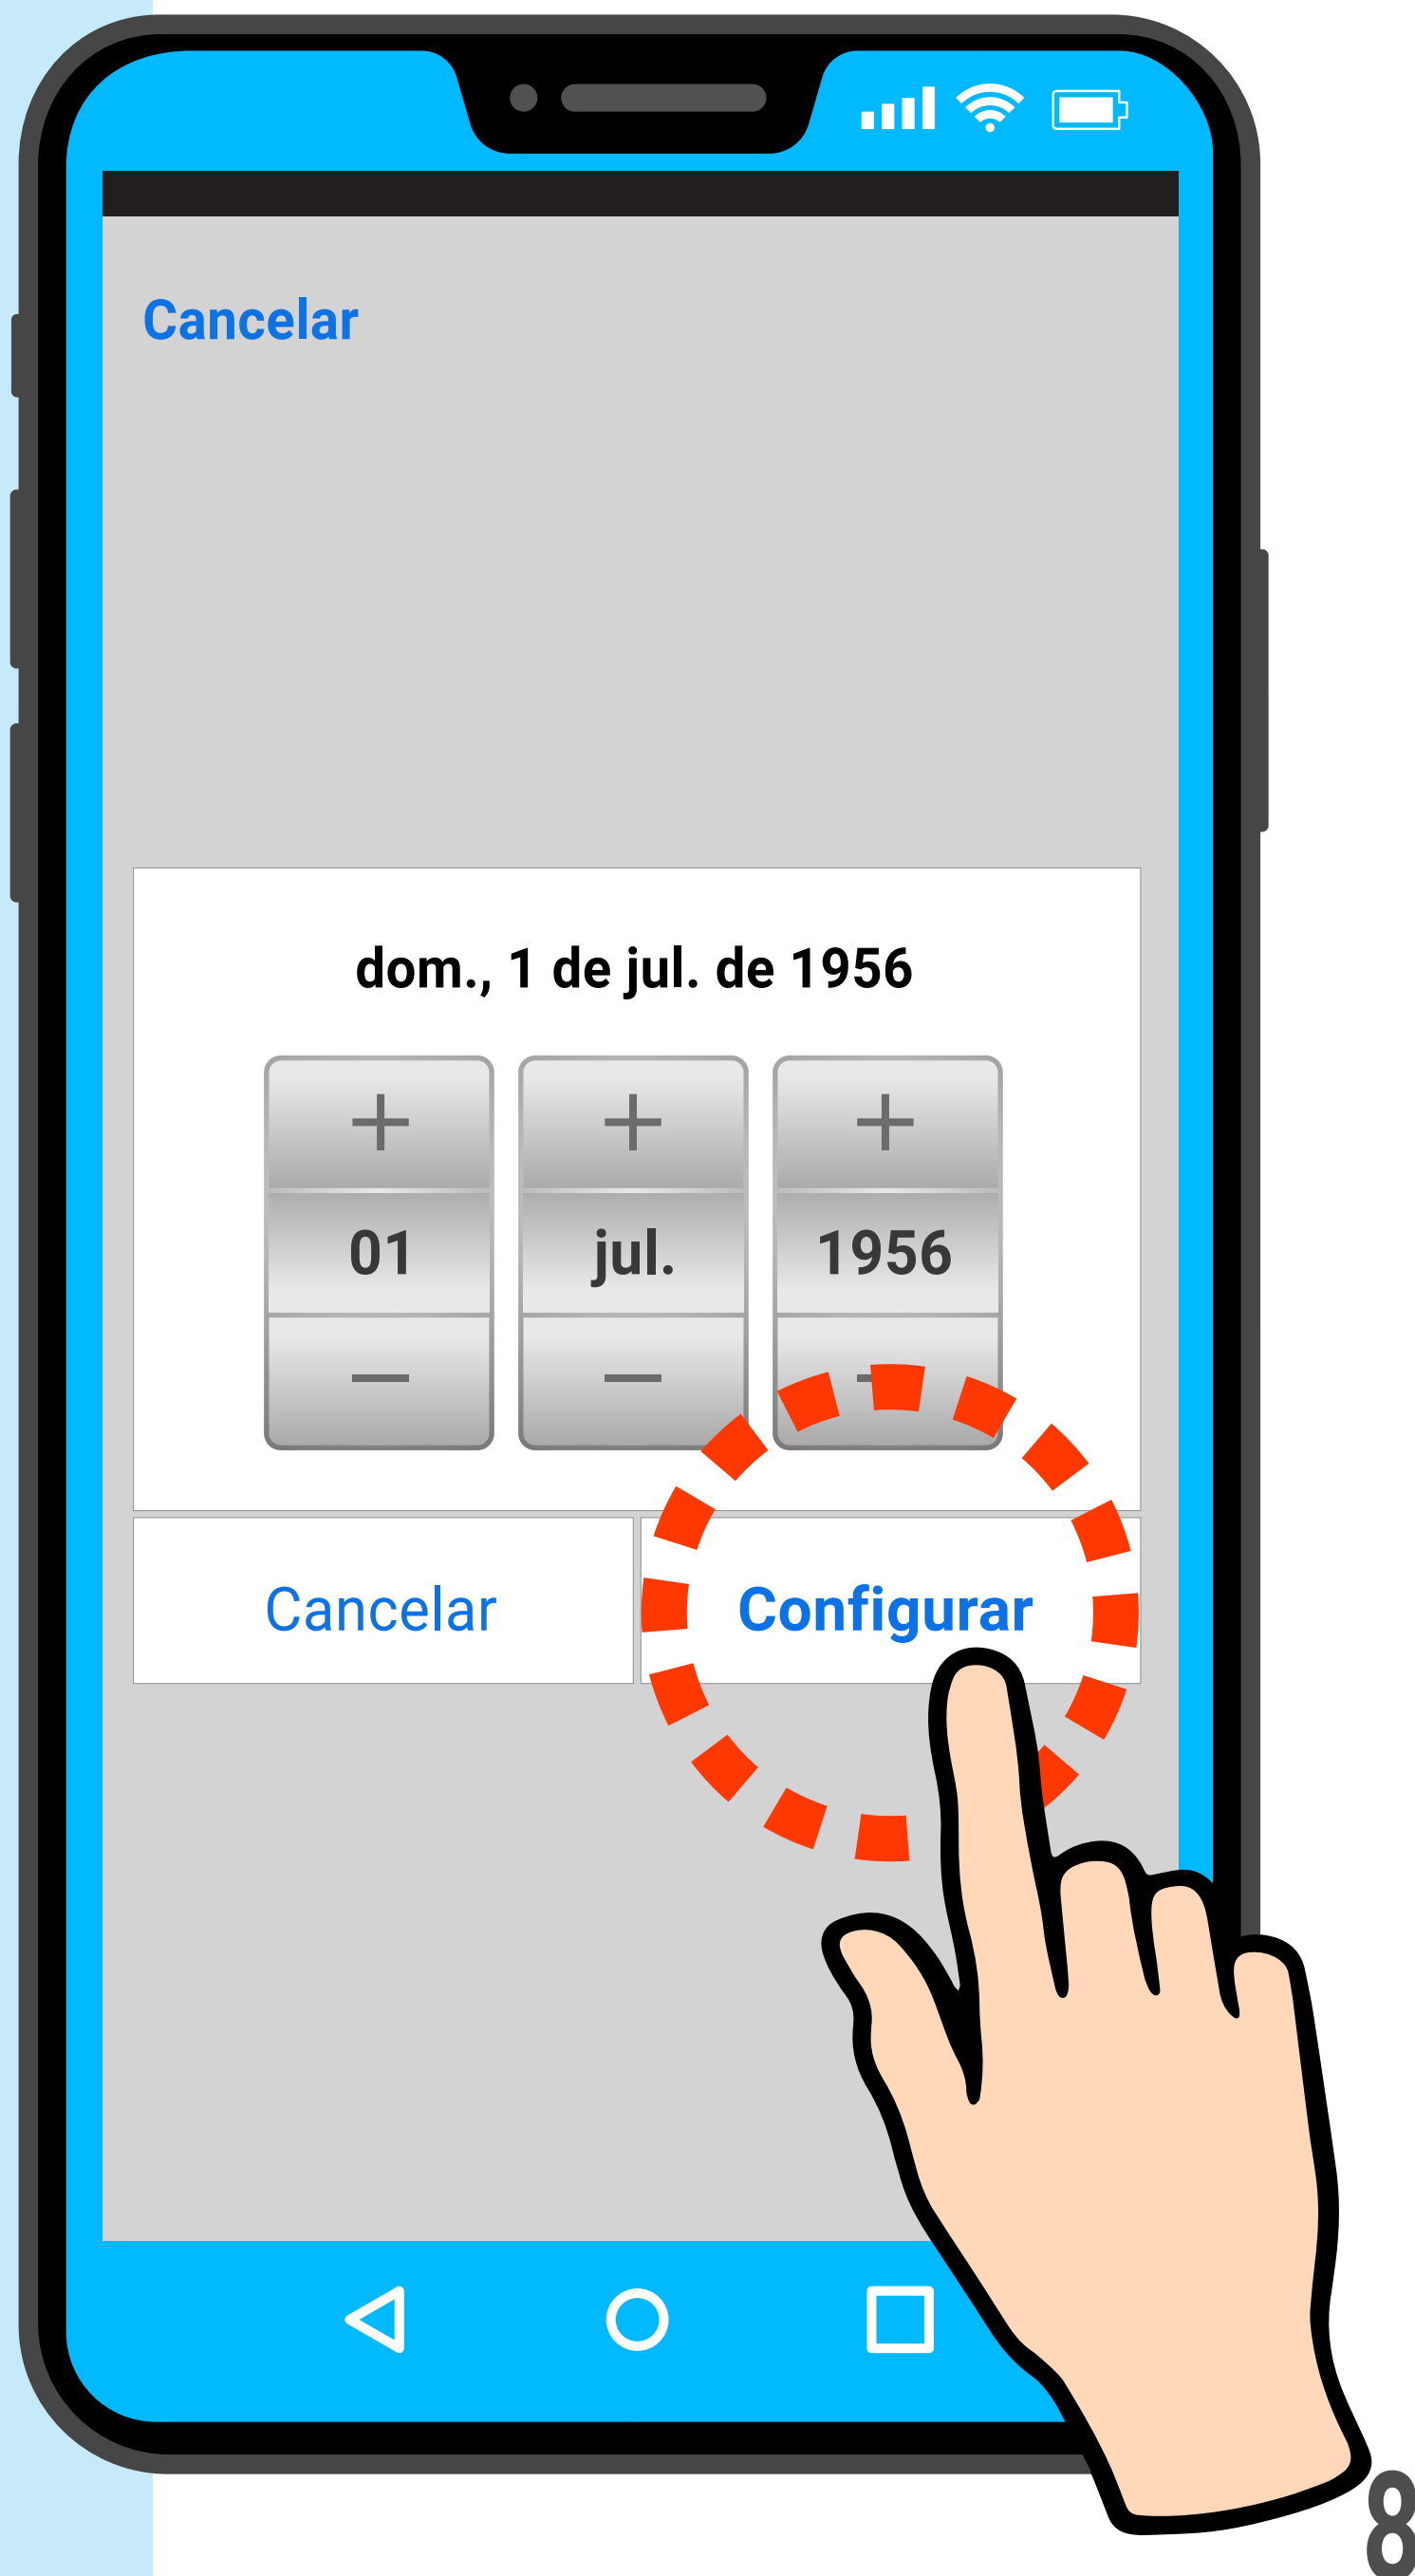 Cancelar
dom., 1 de jul. de 1956
+ + +
01 jul. 1956
— — —
Cancelar Configurar
8